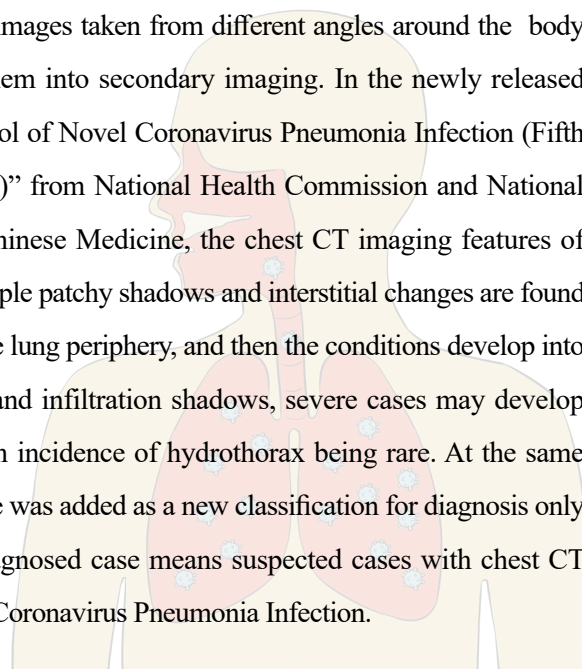 images taken from different angles around the body
em into secondary imaging. In the newly released
ol of Novel Coronavirus Pneumonia Infection (Fifth
)” from National Health Commission and National
hinese Medicine, the chest CT imaging features of
ple patchy shadows and interstitial changes are found
e lung periphery, and then the conditions develop into
and infiltration shadows, severe cases may develop
n incidence of hydrothorax being rare. At the same
e was added as a new classification for diagnosis only
gnosed case means suspected cases with chest CT
Coronavirus Pneumonia Infection.